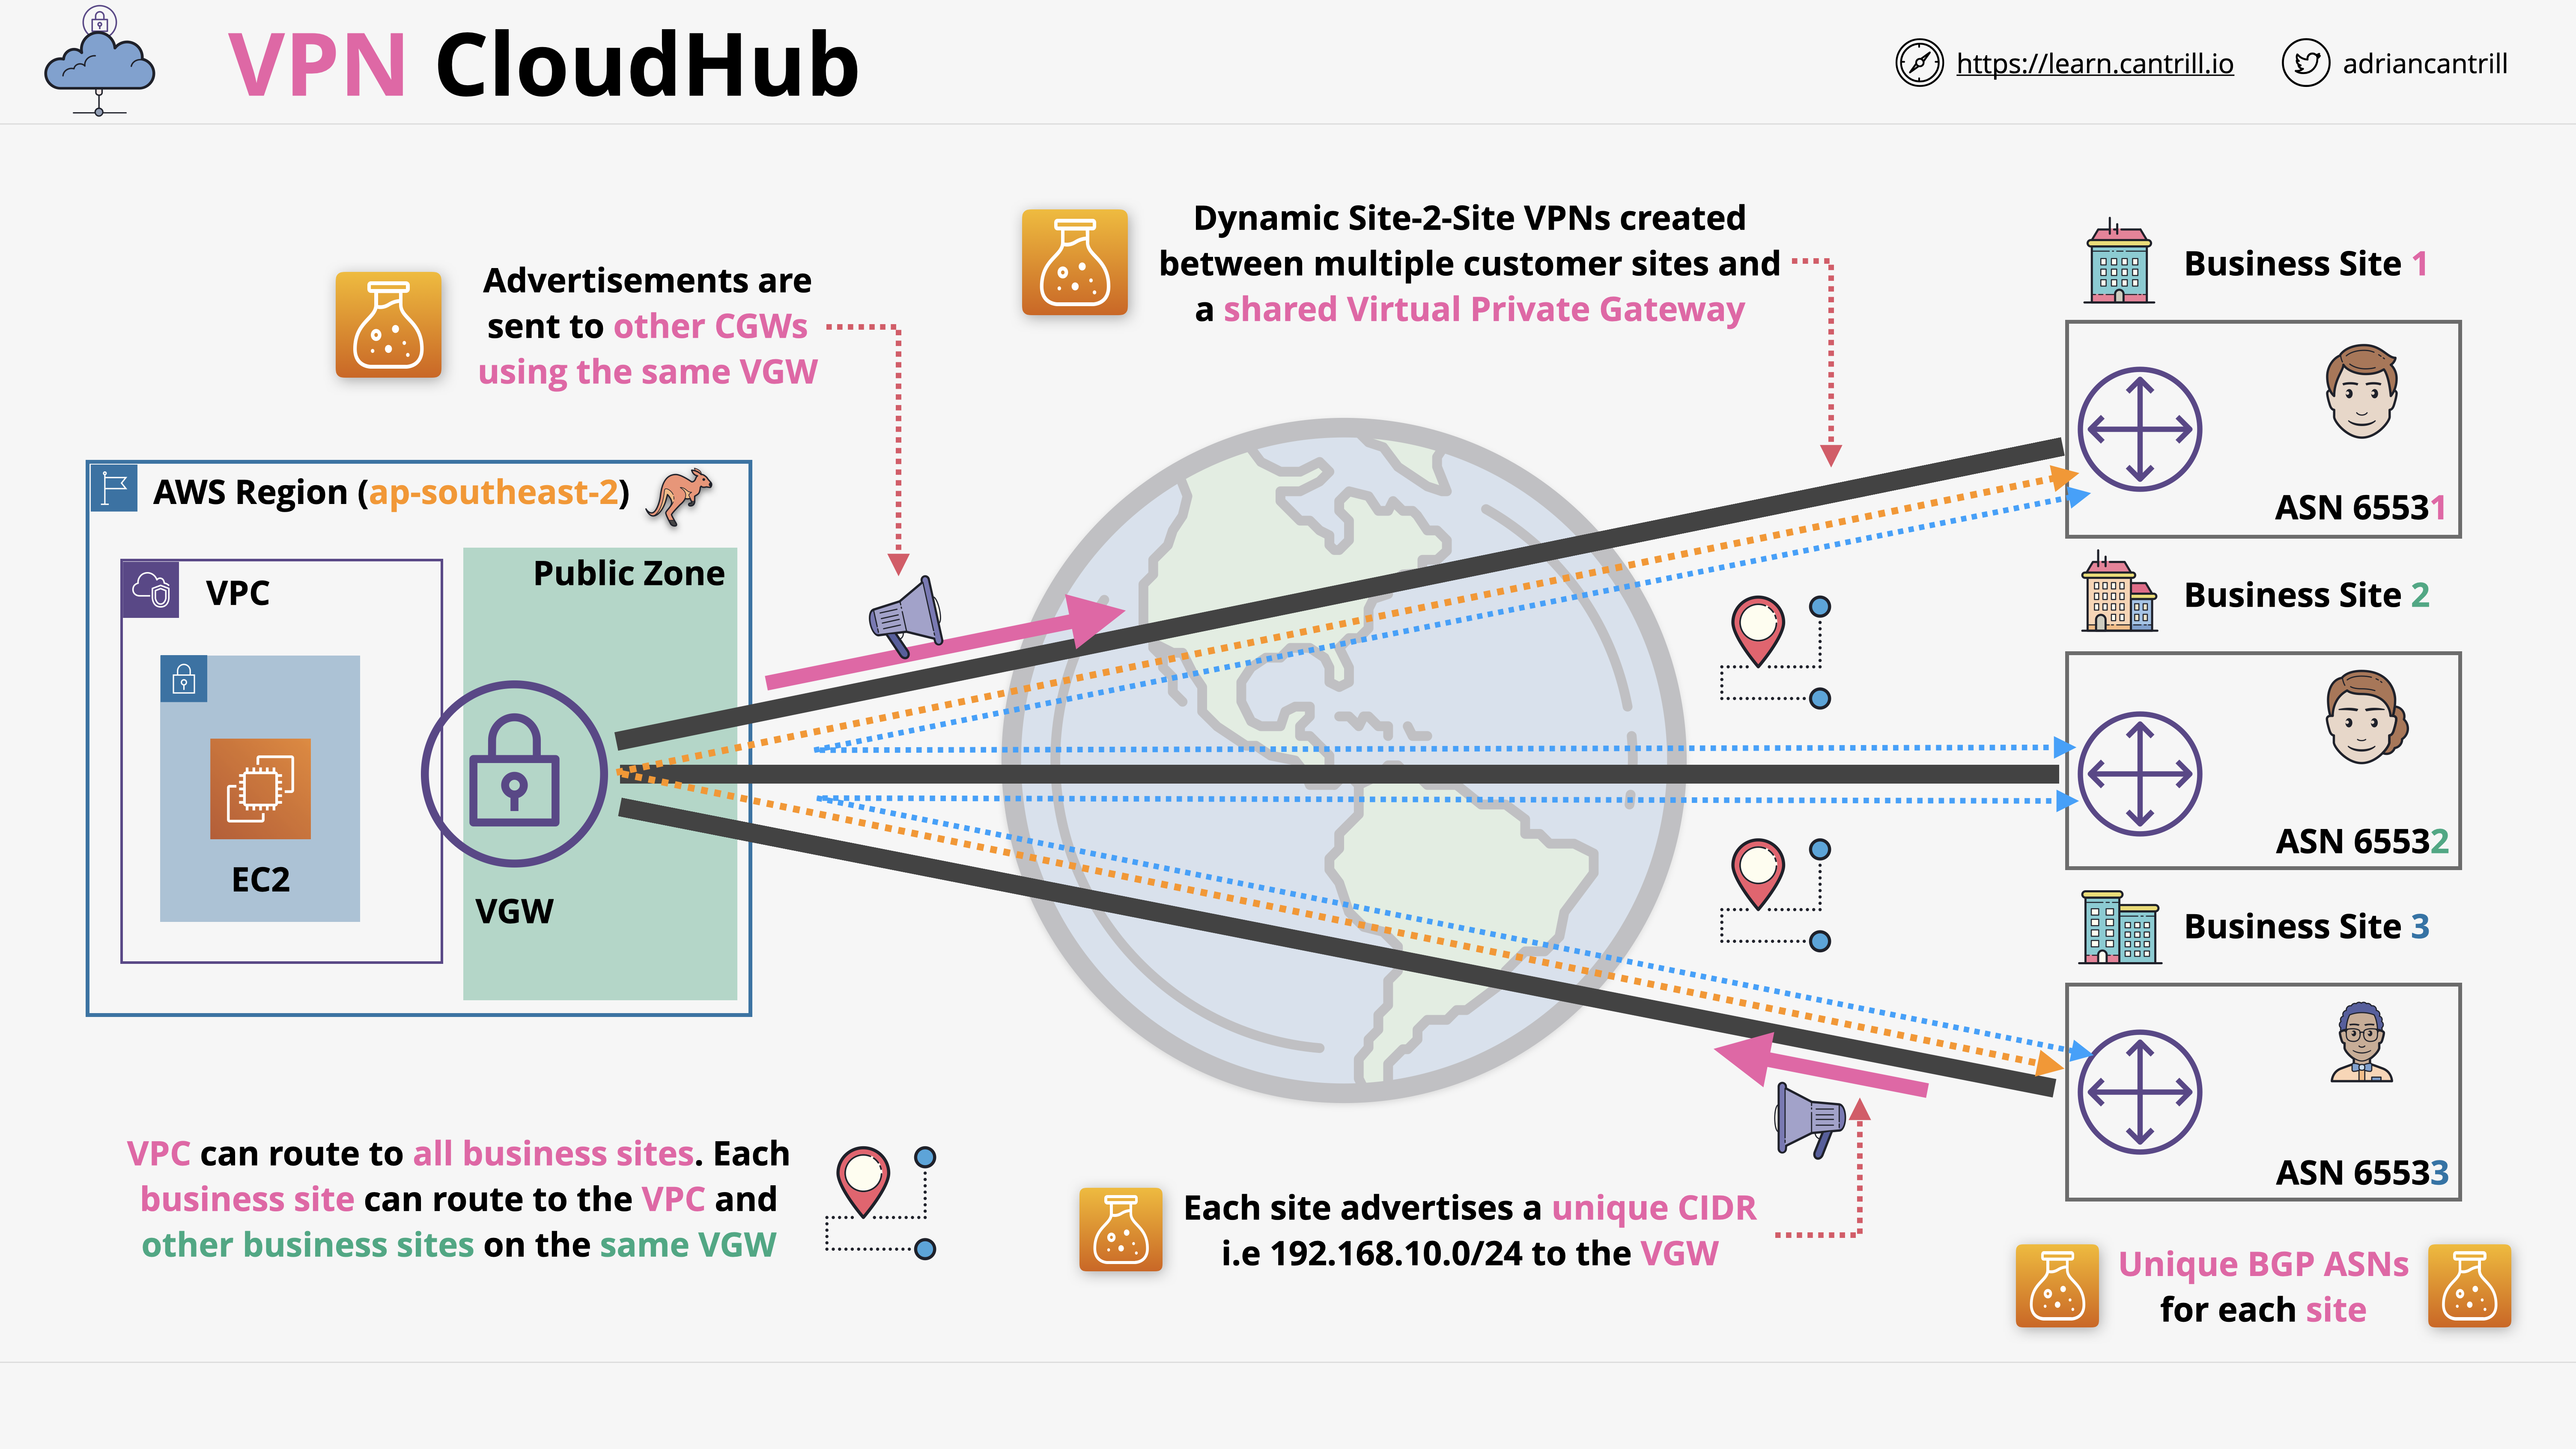 VPN CloudHub
https://learn.cantrill.io
adriancantrill
Advertisements are
sent to other CGWs
using the same VGW
Dynamic Site-2-Site VPNs created
between multiple customer sites and
a shared Virtual Private Gateway
Business Site 1
ASN 65531
AWS Region (ap-southeast-2)
VPC
Public Zone
EC2
VGW
Business Site 2
ASN 65532
Business Site 3
ASN 65533
VPC can route to all business sites. Each
business site can route to the VPC and
other business sites on the same VGW
Each site advertises a unique CIDR
i.e 192.168.10.0/24 to the VGW
Unique BGP ASNs
for each site